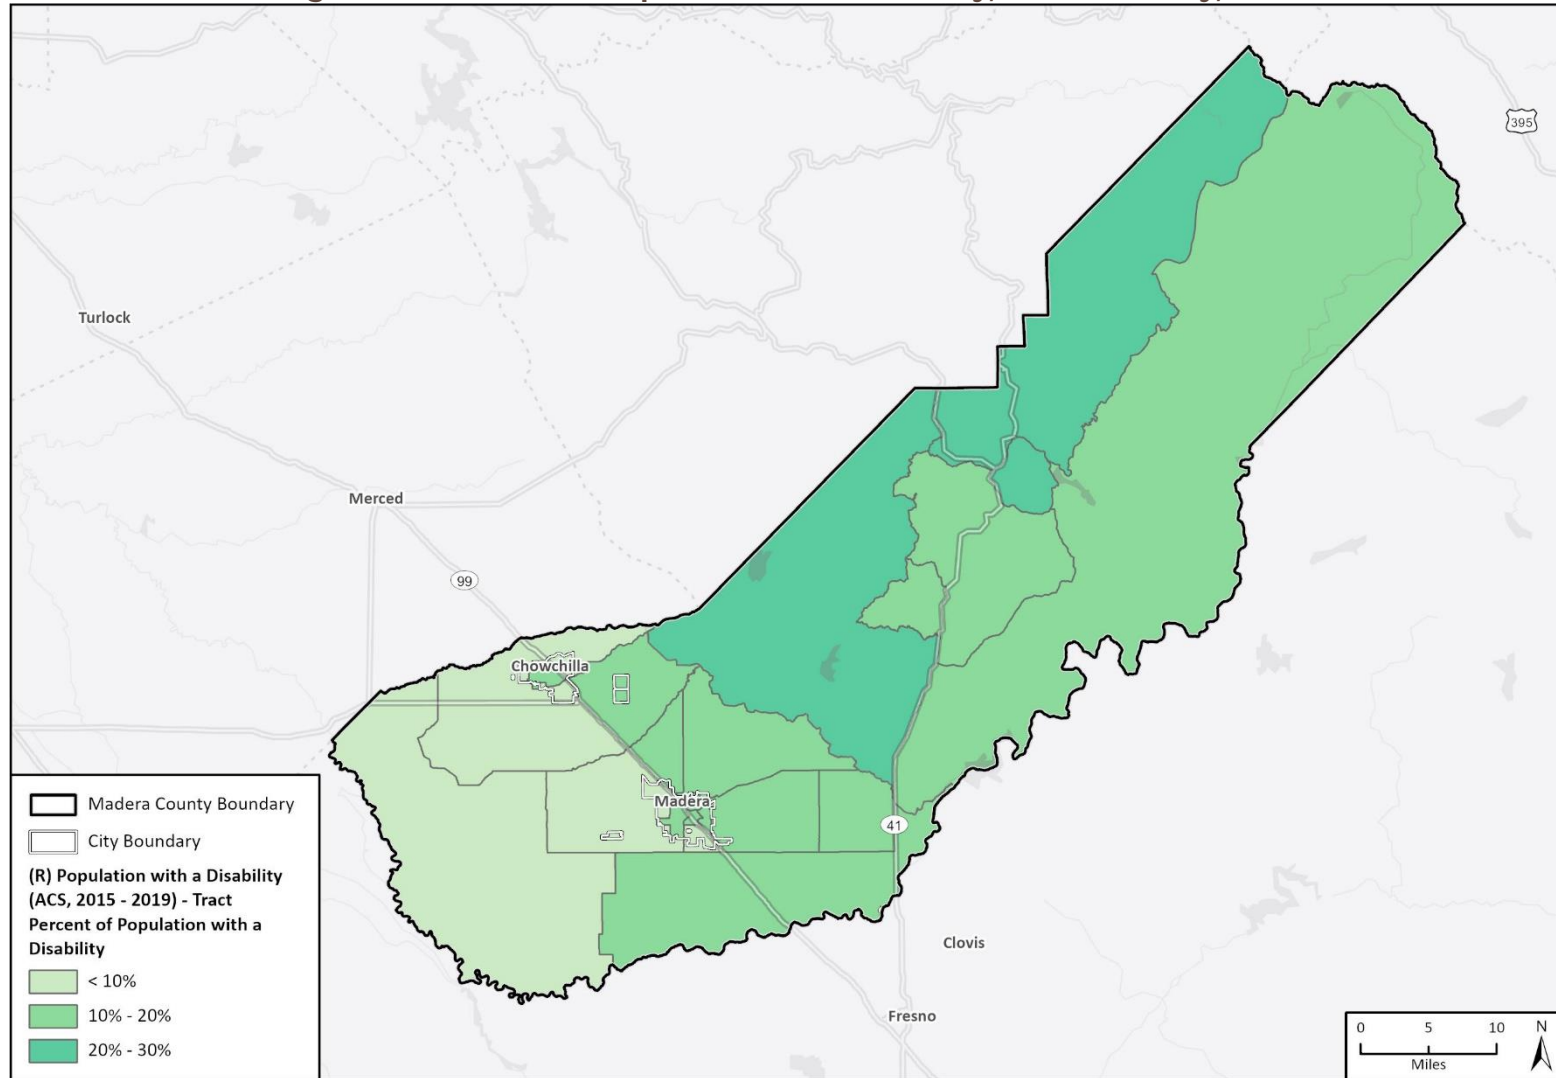 395
Turlock
Merced
99
Chowchilla
Madera
41
Clovis
Fresno
Madera County Boundary
City Boundary
(R) Population with a Disability
(ACS, 2015 - 2019) - Tract
Percent of Population with a
Disability
< 10%
10% - 20%
20% - 30%
0 5 10
Miles
N